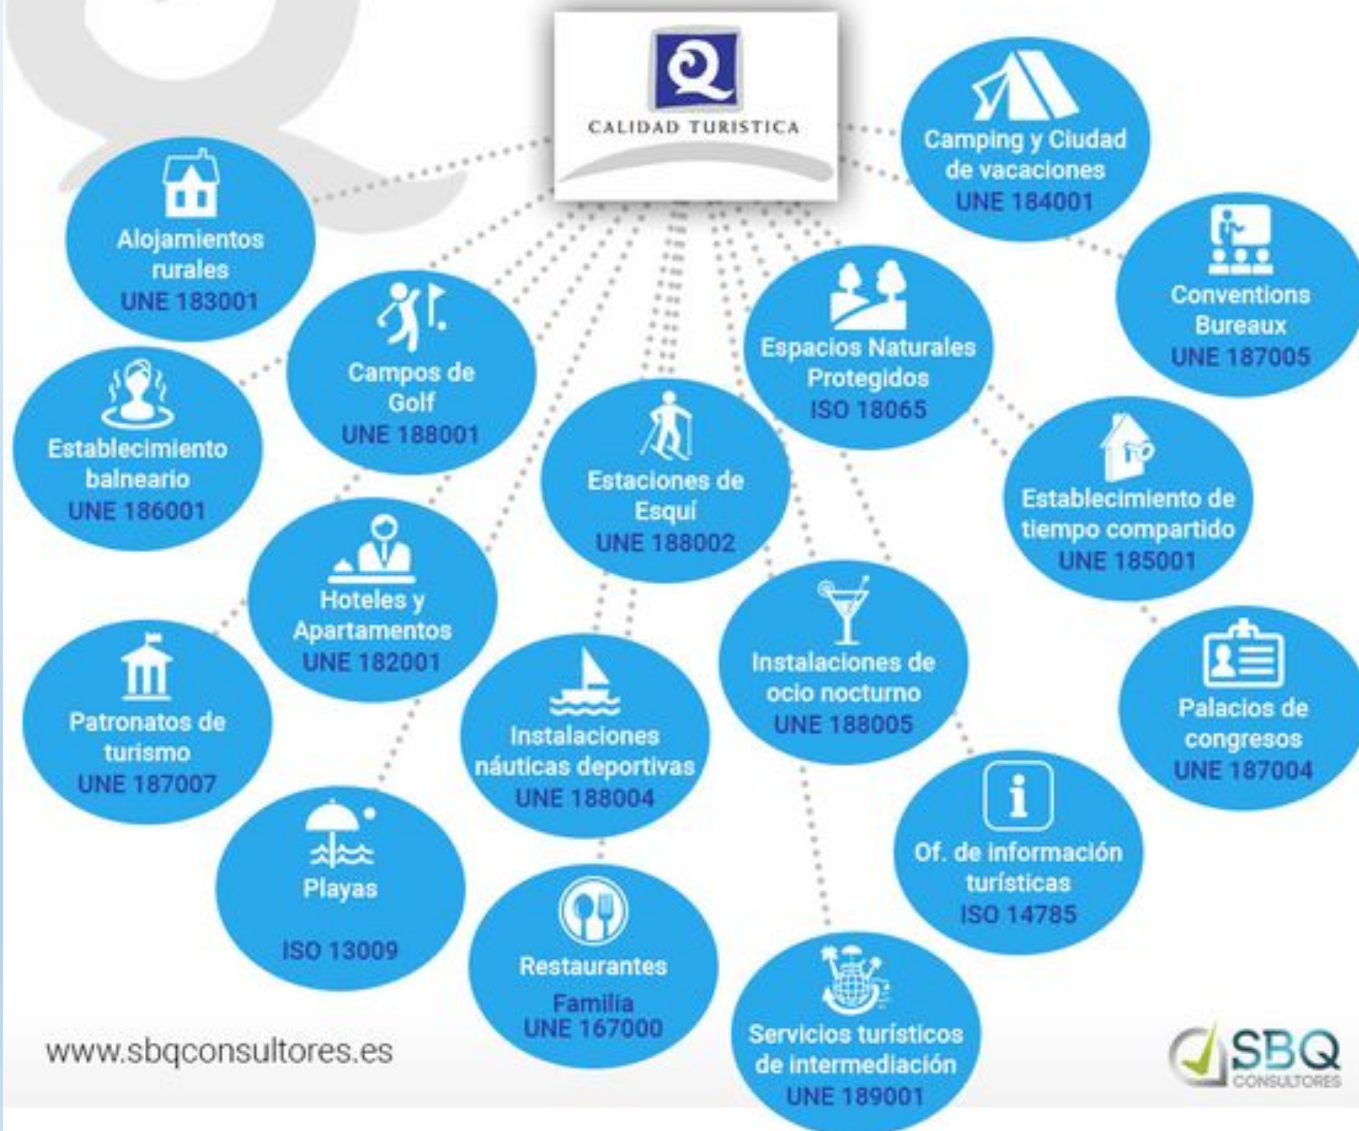 Q
CALIDAD TURISTICA
Camping y Ciudad
de vacaciones
UNE 184001
Alojamientos
rurales
UNE 183001
Conventions
Bureaux
UNE 187005
Campos de
Golf
UNE 188001
Espacios Naturales
Protegidos
ISO 18065
Establecimiento
balneario
UNE 186001
Estaciones de
Esquí
UNE 188002
Establecimiento de
tiempo compartido
UNE 185001
Hoteles y
Apartamentos
UNE 182001
Instalaciones de
ocio nocturno
UNE 188005
Patronatos de
turismo
UNE 187007
Instalaciones
náuticas deportivas
UNE 188004
Palacios de
congresos
UNE 187004
Playas
ISO 13009
i
Of. de información
turísticas
ISO 14785
Restaurantes
Familia
UNE 167000
Servicios turísticos
de intermediación
UNE 189001
www.sbqconsultores.es
SBQ
CONSULTORES